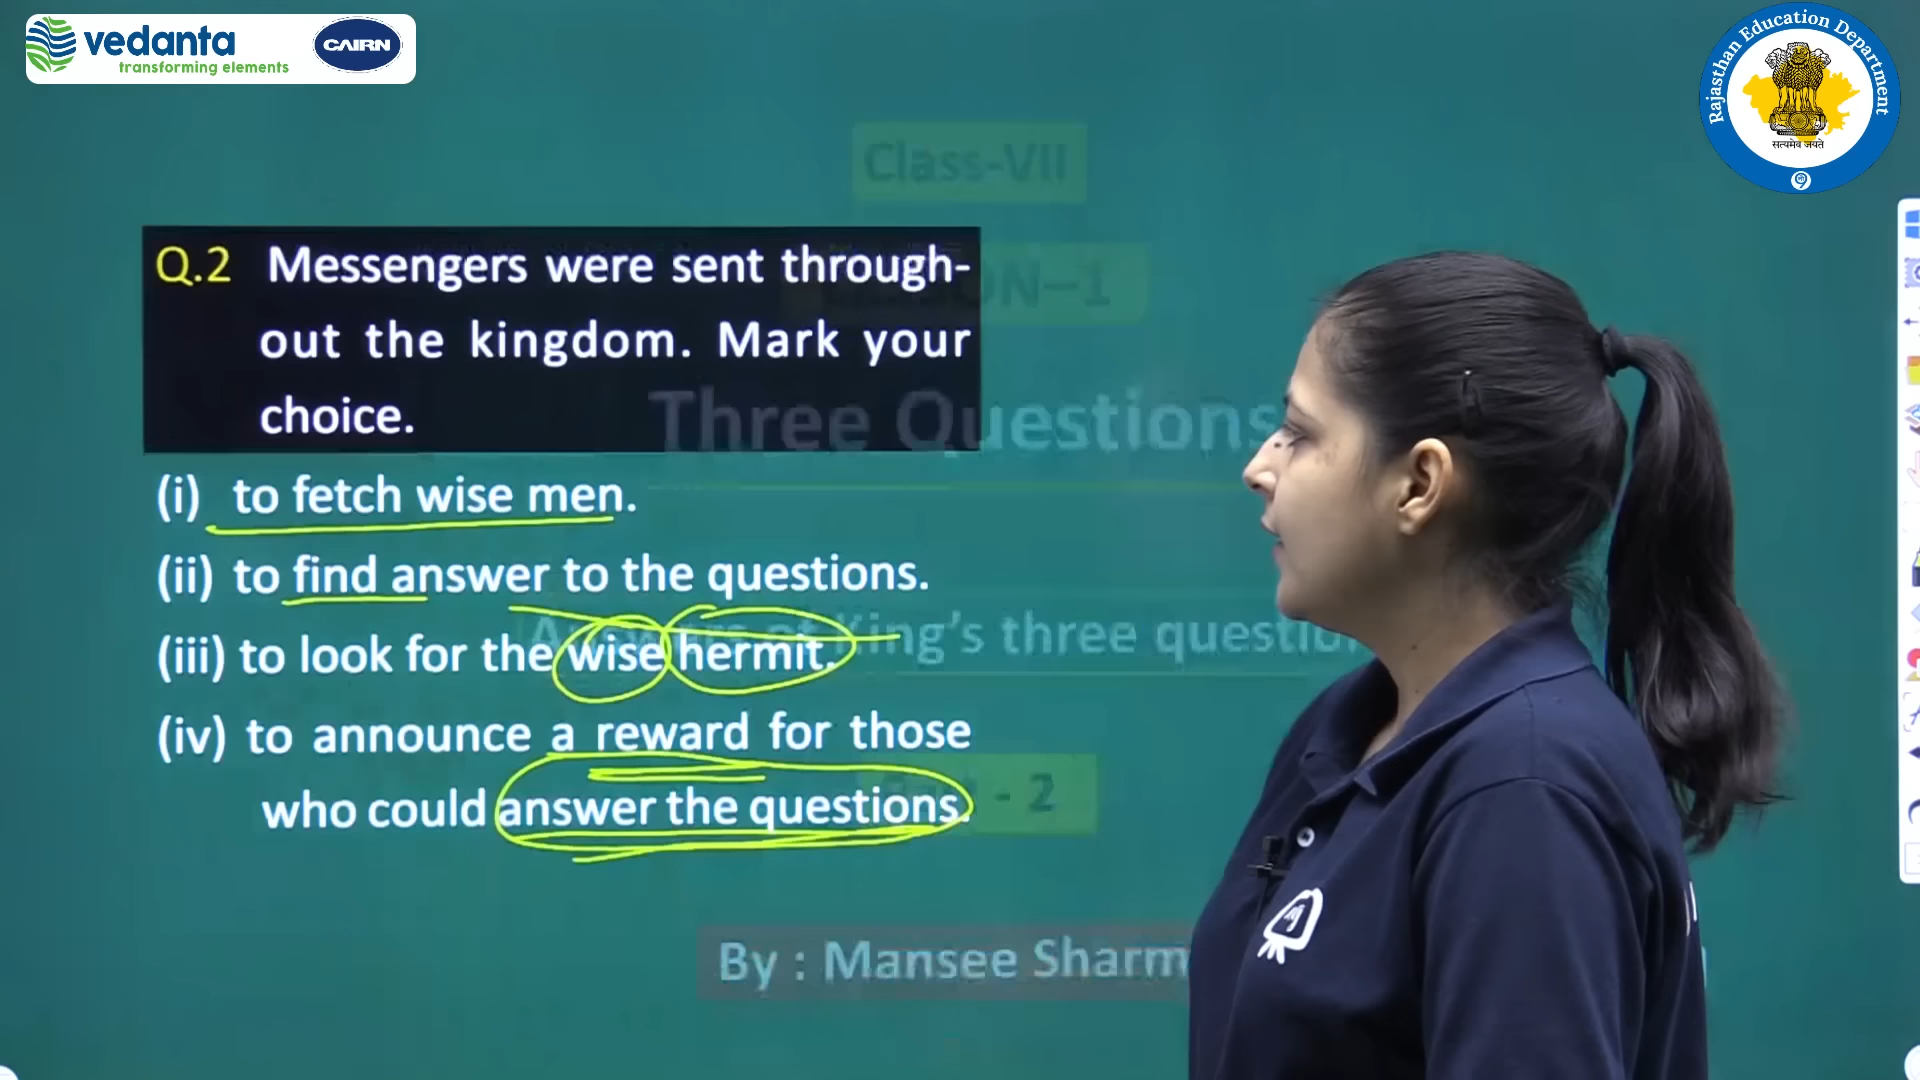 vedanta
transforming elements
CAIRN
Rajasthan Education Department
सत्यमेव जयते
Class-VII
Q.2 Messengers were sent through-
out the kingdom. Mark your
choice.
Three Questions
(i) to fetch wise men.
(ii) to find answer to the questions.
(iii) to look for the wise hermit.
King's three
(iv) to announce a reward for those
who could answer the questions.
- 2
By : Mansee